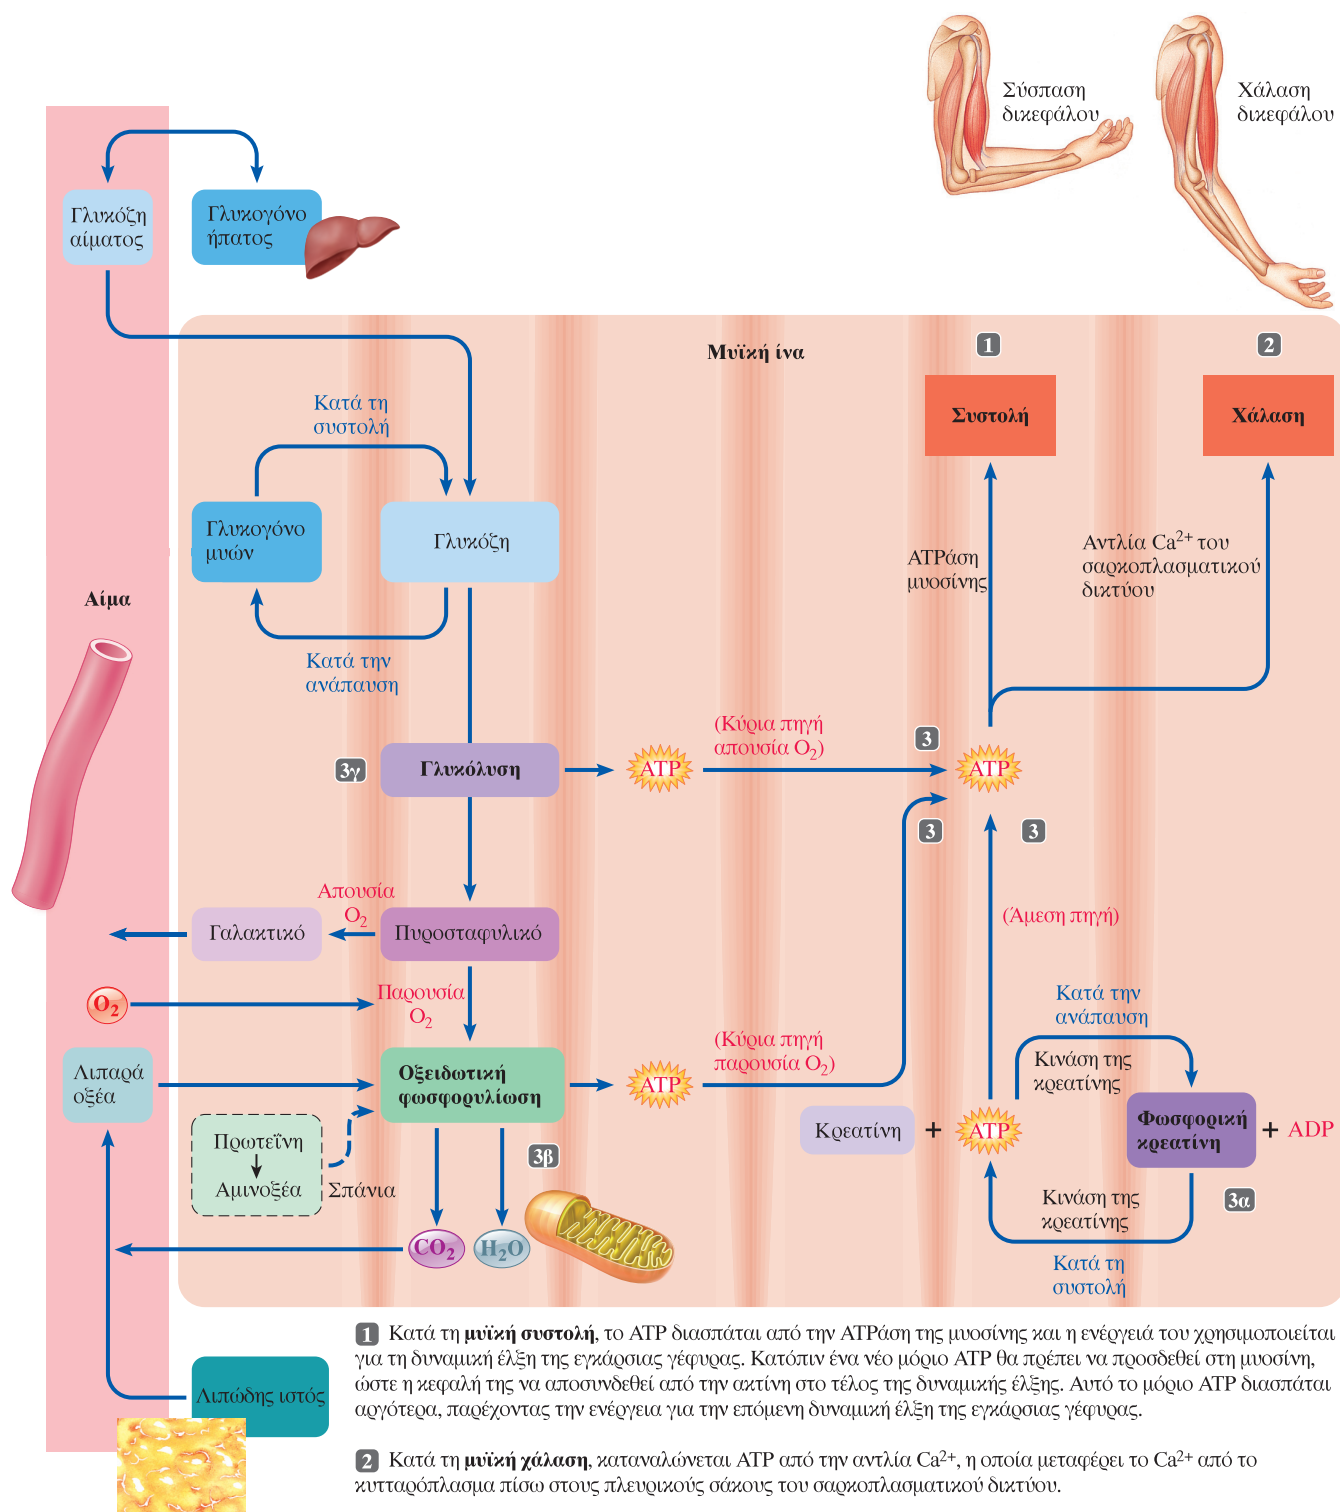 Σύσπαση
δικεφάλου
Χάλαση
δικεφάλου
Γλυκόζη
αίματος
Γλυκογόνο
ήπατος
Μυϊκή ίνα
1
2
Συστολή
Χάλαση
Κατά τη
συστολή
Γλυκογόνο
μυών
Γλυκόζη
ΑΤΡάση
μυοσίνης
Αντλία Ca²⁺ του
σαρκοπλασματικού
δικτύου
Αίμα
Κατά την
ανάπαυση
(Κύρια πηγή
απουσία O₂)
3
3γ
Γλυκόλυση
ATP
ATP
3
3
Απουσία
O₂
(Άμεση πηγή)
Γαλακτικό
Πυροσταφυλικό
O₂
Παρουσία
O₂
Κατά την
ανάπαυση
(Κύρια πηγή
παρουσία O₂)
Κινάση της
κρεατίνης
Λιπαρά
οξέα
Οξειδωτική
φωσφορυλίωση
ATP
Κρεατίνη
+
ATP
Φωσφορική
κρεατίνη
+ ADP
Πρωτεΐνη
Αμινοξέα
Σπάνια
3β
Κινάση της
κρεατίνης
3α
CO₂
H₂O
Κατά τη
συστολή
1 Κατά τη μυϊκή συστολή, το ATP διασπάται από την ΑΤΡάση της μυοσίνης και η ενέργειά του χρησιμοποιείται
για τη δυναμική έλξη της εγκάρσιας γέφυρας. Κατόπιν ένα νέο μόριο ATP θα πρέπει να προσδεθεί στη μυοσίνη,
ώστε η κεφαλή της να αποσυνδεθεί από την ακτίνη στο τέλος της δυναμικής έλξης. Αυτό το μόριο ATP διασπάται
αργότερα, παρέχοντας την ενέργεια για την επόμενη δυναμική έλξη της εγκάρσιας γέφυρας.
Λιπώδης ιστός
2 Κατά τη μυϊκή χάλαση, καταναλώνεται ATP από την αντλία Ca²⁺, η οποία μεταφέρει το Ca²⁺ από το
κυτταρόπλασμα πίσω στους πλευρικούς σάκους του σαρκοπλασματικού δικτύου.